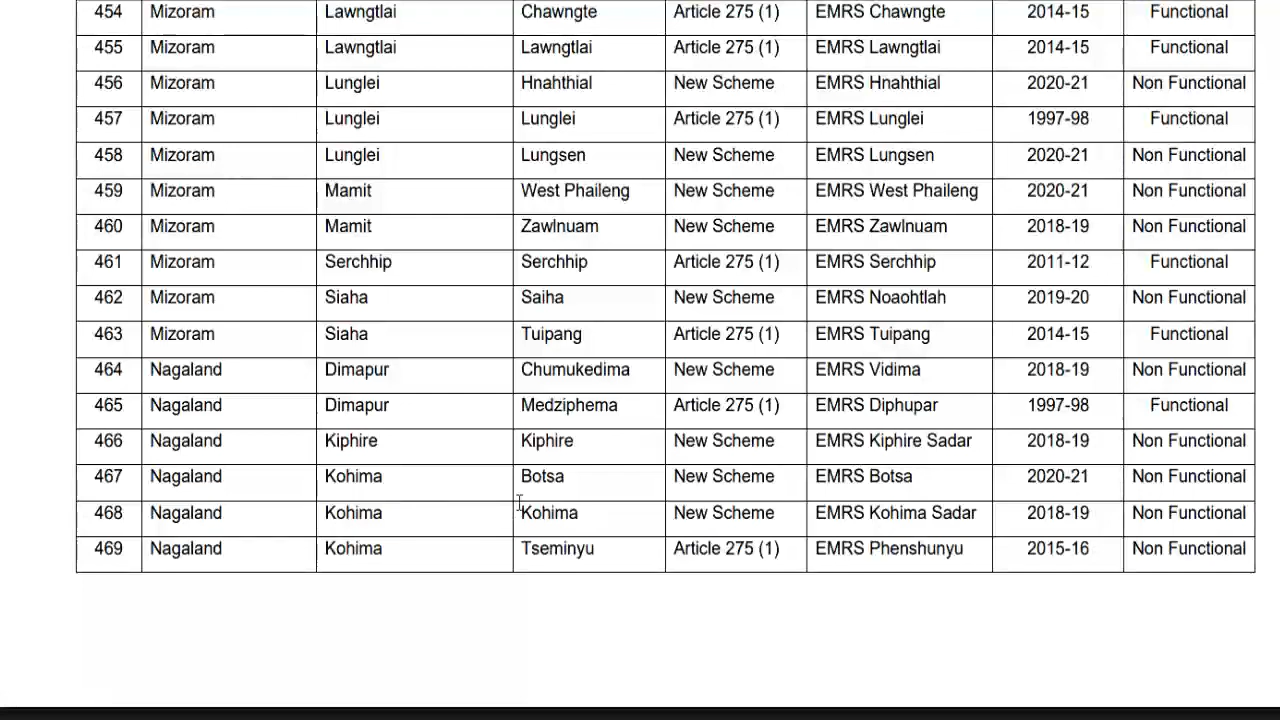 454 Mizoram Lawngtlai Chawngte Article 275 (1) EMRS Chawngte 2014-15 Functional
455 Mizoram Lawngtlai Lawngtlai Article 275 (1) EMRS Lawngtlai 2014-15 Functional
456 Mizoram Lunglei Hnahthial New Scheme EMRS Hnahthial 2020-21 Non Functional
457 Mizoram Lunglei Lunglei Article 275 (1) EMRS Lunglei 1997-98 Functional
458 Mizoram Lunglei Lungsen New Scheme EMRS Lungsen 2020-21 Non Functional
459 Mizoram Mamit West Phaileng New Scheme EMRS West Phaileng 2020-21 Non Functional
460 Mizoram Mamit Zawlnuam New Scheme EMRS Zawlnuam 2018-19 Non Functional
461 Mizoram Serchhip Serchhip Article 275 (1) EMRS Serchhip 2011-12 Functional
462 Mizoram Siaha Saiha New Scheme EMRS Noaohtlah 2019-20 Non Functional
463 Mizoram Siaha Tuipang Article 275 (1) EMRS Tuipang 2014-15 Functional
464 Nagaland Dimapur Chumukedima New Scheme EMRS Vidima 2018-19 Non Functional
465 Nagaland Dimapur Medziphema Article 275 (1) EMRS Diphupar 1997-98 Functional
466 Nagaland Kiphire Kiphire New Scheme EMRS Kiphire Sadar 2018-19 Non Functional
467 Nagaland Kohima Botsa New Scheme EMRS Botsa 2020-21 Non Functional
468 Nagaland Kohima Kohima New Scheme EMRS Kohima Sadar 2018-19 Non Functional
469 Nagaland Kohima Tseminyu Article 275 (1) EMRS Phenshunyu 2015-16 Non Functional